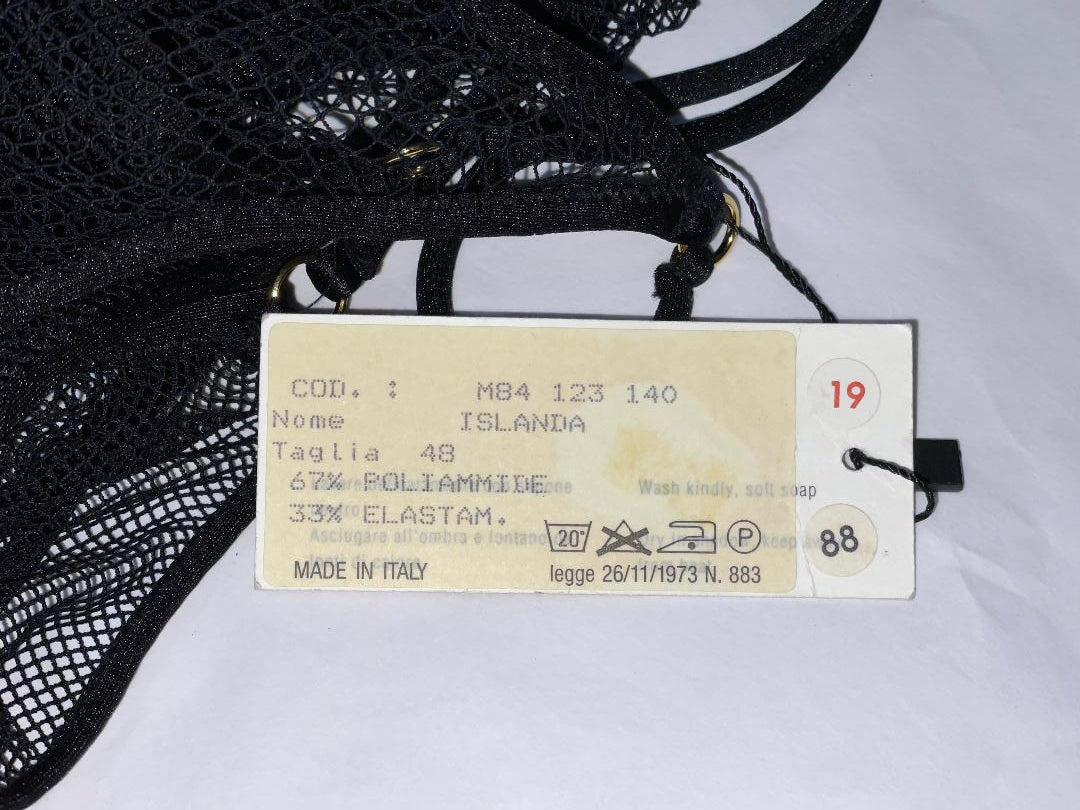 COD. : M84 123 140
Nome ISLANDA
Taglia 48
67% POLIAMMIDE
33% ELASTAM.
20°
P
MADE IN ITALY
legge 26/11/1973 N. 883
19
88
Wash kindly, soft soap
Asciugare all'ombra e lontano
keep